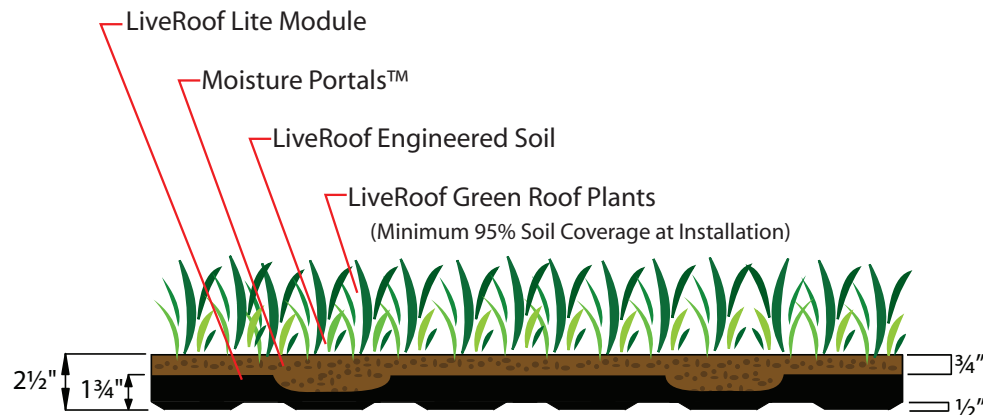 LiveRoof Lite Module
Moisture Portals™
LiveRoof Engineered Soil
LiveRoof Green Roof Plants
(Minimum 95% Soil Coverage at Installation)
2½"
1¾"
¾"
½"